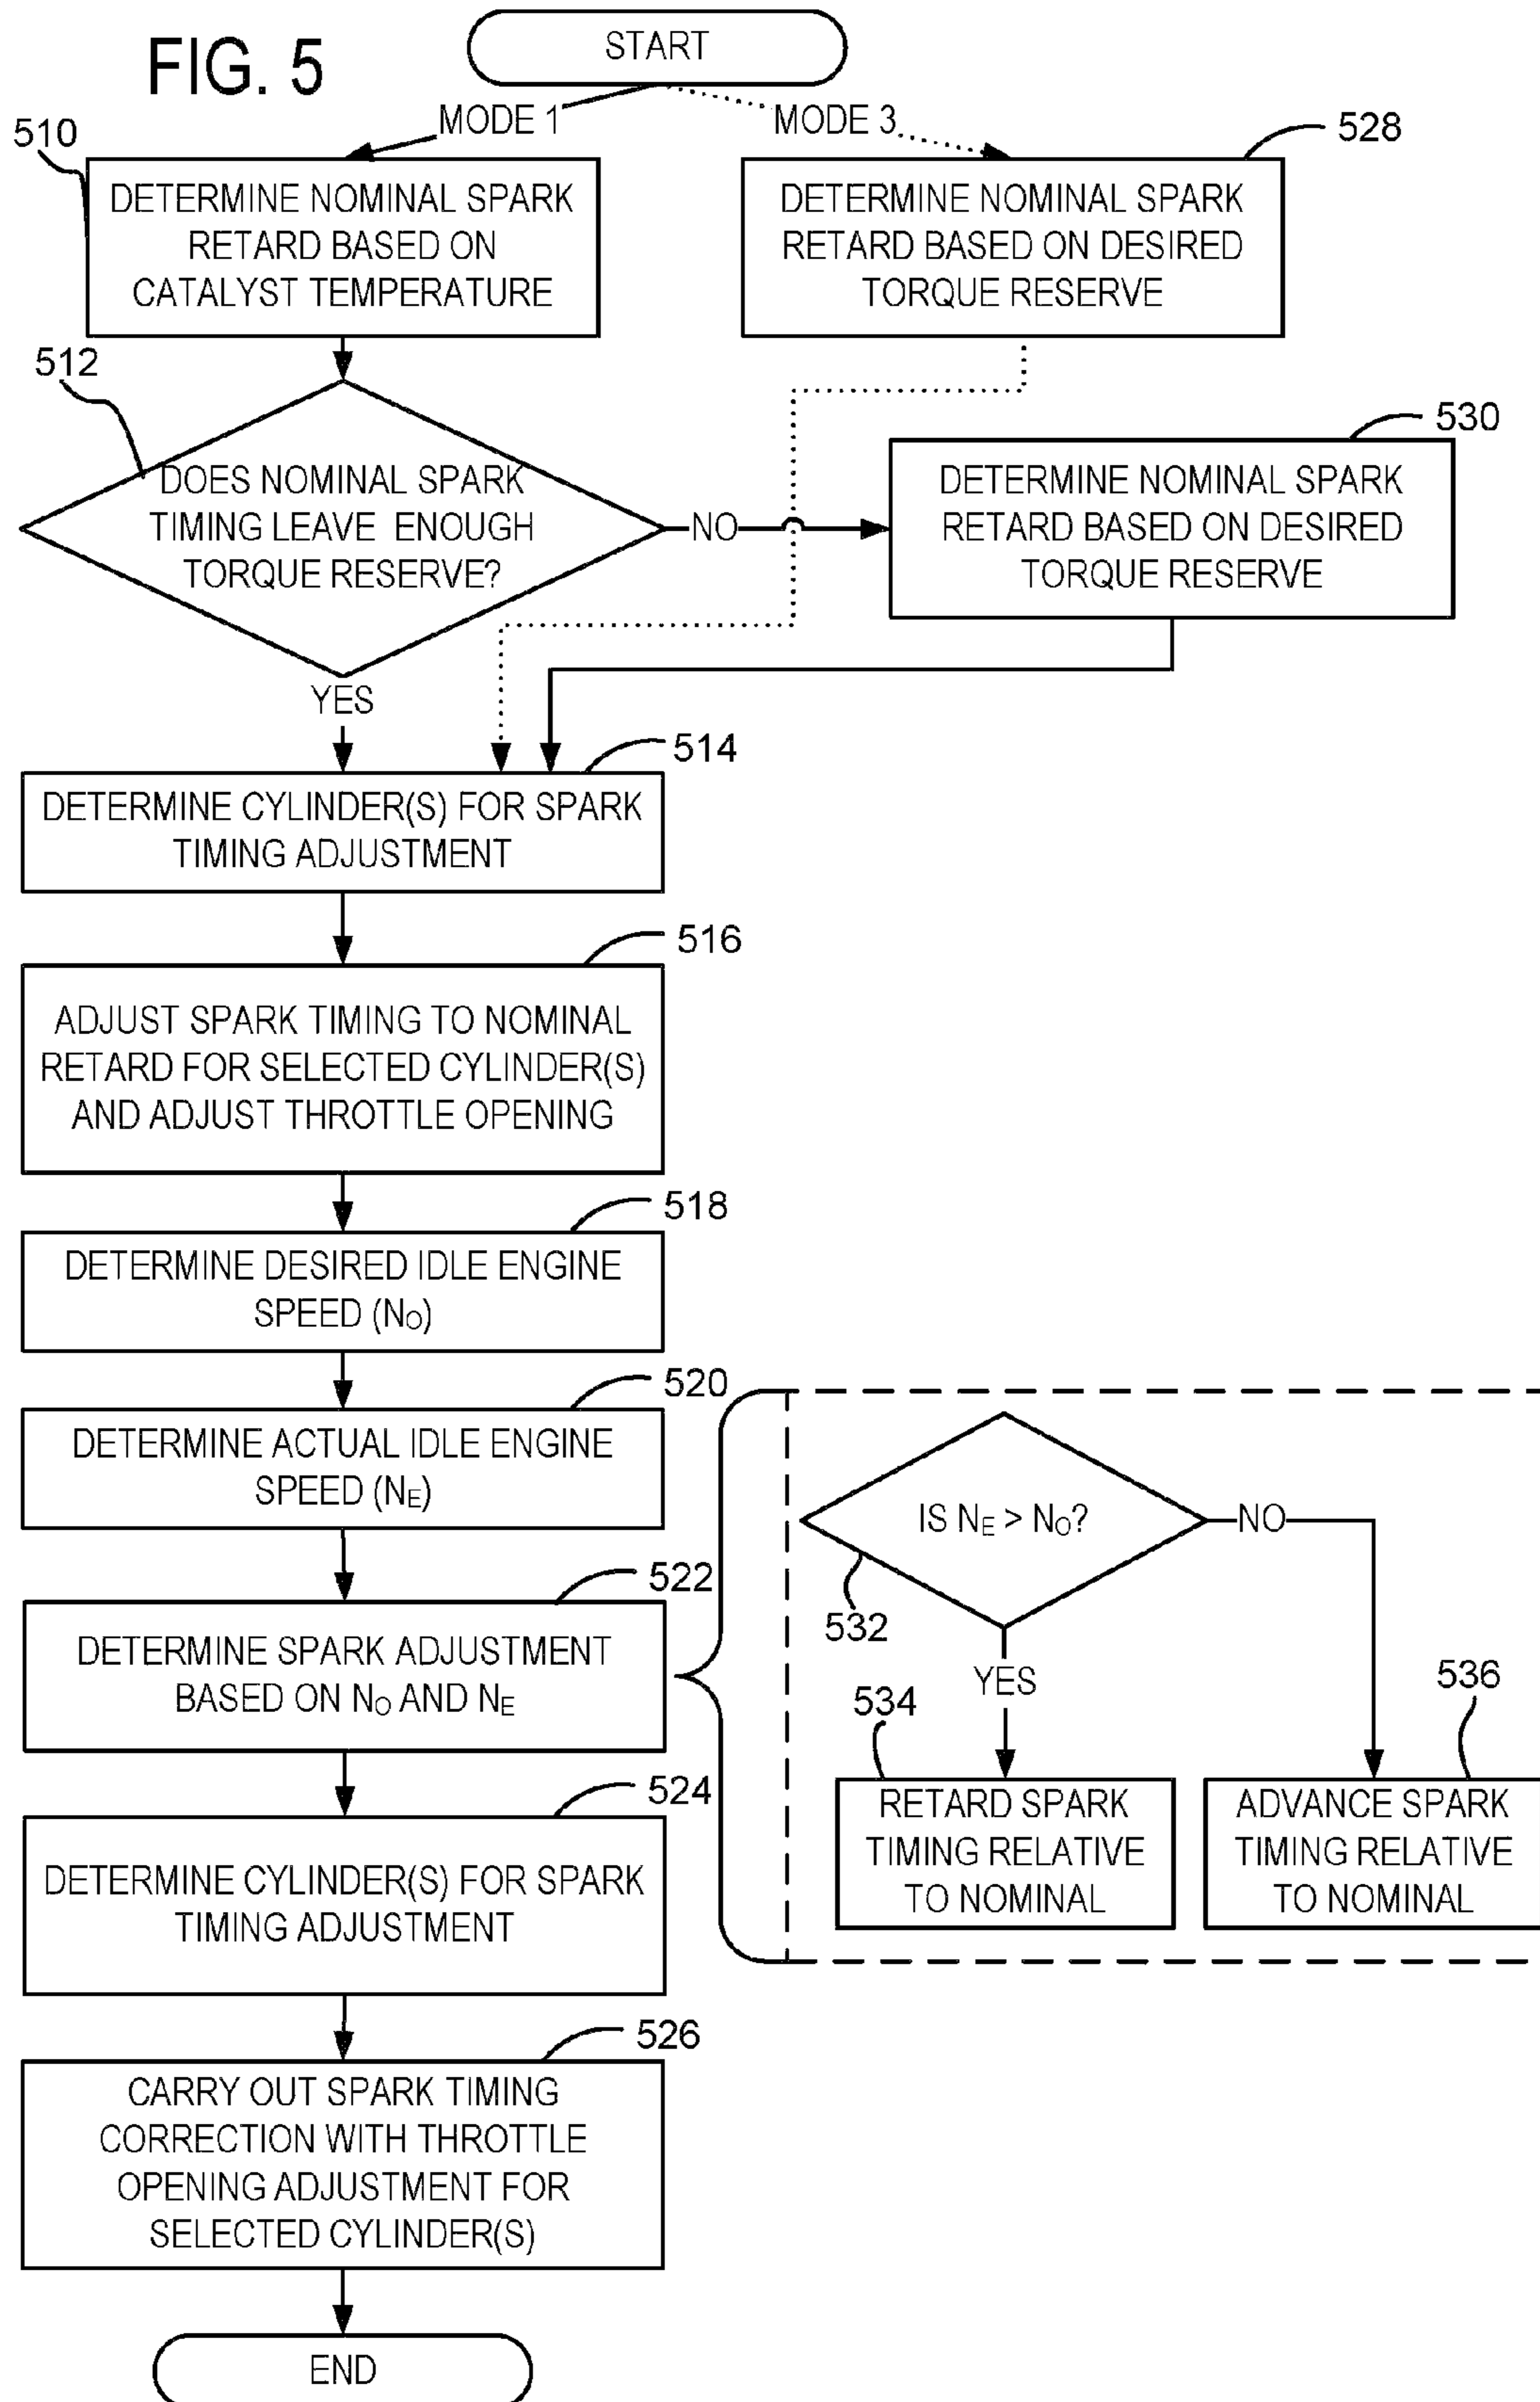 FIG. 5
START
MODE 1
MODE 3
510
DETERMINE NOMINAL SPARK
RETARD BASED ON
CATALYST TEMPERATURE
528
DETERMINE NOMINAL SPARK
RETARD BASED ON DESIRED
TORQUE RESERVE
512
DOES NOMINAL SPARK
TIMING LEAVE ENOUGH
TORQUE RESERVE?
NO
530
DETERMINE NOMINAL SPARK
RETARD BASED ON DESIRED
TORQUE RESERVE
YES
514
DETERMINE CYLINDER(S) FOR SPARK
TIMING ADJUSTMENT
516
ADJUST SPARK TIMING TO NOMINAL
RETARD FOR SELECTED CYLINDER(S)
AND ADJUST THROTTLE OPENING
518
DETERMINE DESIRED IDLE ENGINE
SPEED (NO)
520
DETERMINE ACTUAL IDLE ENGINE
SPEED (NE)
522
DETERMINE SPARK ADJUSTMENT
BASED ON NO AND NE
IS NE > NO?
NO
532
YES
534
RETARD SPARK
TIMING RELATIVE
TO NOMINAL
536
ADVANCE SPARK
TIMING RELATIVE
TO NOMINAL
524
DETERMINE CYLINDER(S) FOR SPARK
TIMING ADJUSTMENT
526
CARRY OUT SPARK TIMING
CORRECTION WITH THROTTLE
OPENING ADJUSTMENT FOR
SELECTED CYLINDER(S)
END